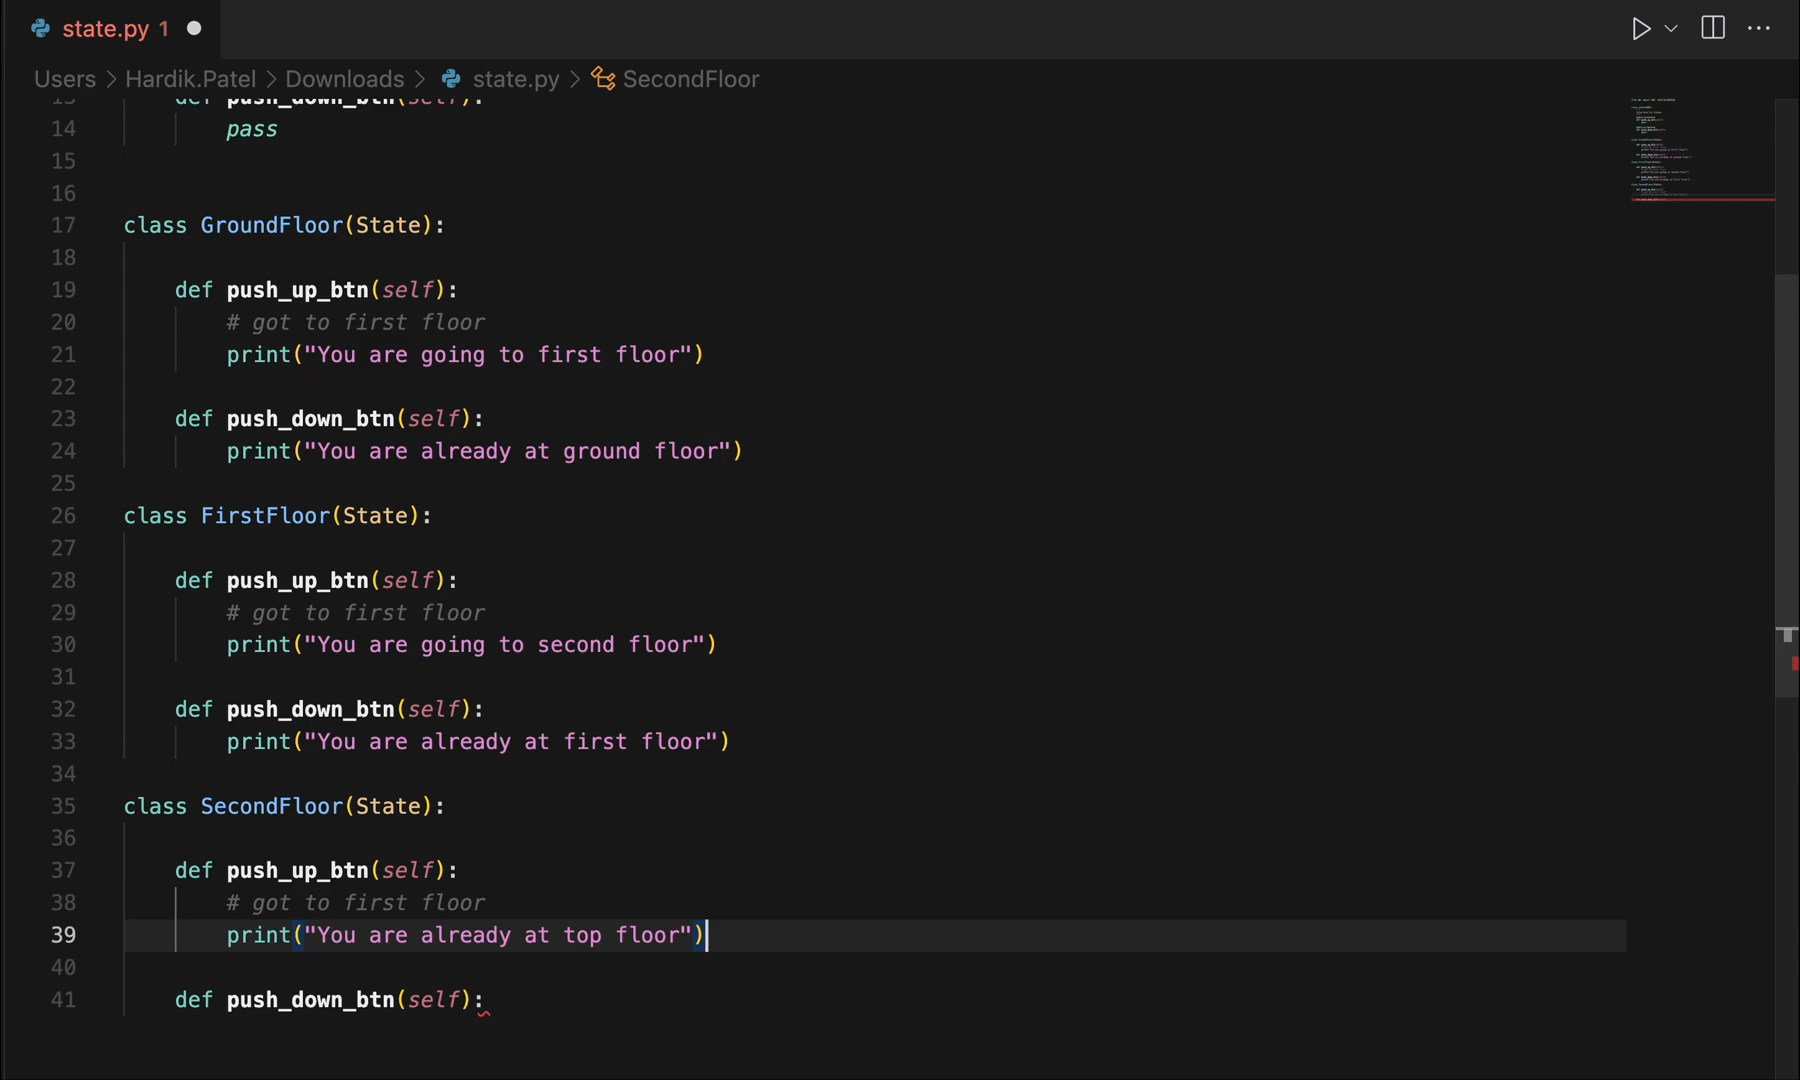 state.py 1
Users > Hardik.Patel > Downloads > state.py > SecondFloor
13 def push_down_btn(self):
14 pass
15
16
17 class GroundFloor(State):
18
19 def push_up_btn(self):
20 # got to first floor
21 print("You are going to first floor")
22
23 def push_down_btn(self):
24 print("You are already at ground floor")
25
26 class FirstFloor(State):
27
28 def push_up_btn(self):
29 # got to first floor
30 print("You are going to second floor")
31
32 def push_down_btn(self):
33 print("You are already at first floor")
34
35 class SecondFloor(State):
36
37 def push_up_btn(self):
38 # got to first floor
39 print("You are already at top floor")
40
41 def push_down_btn(self):